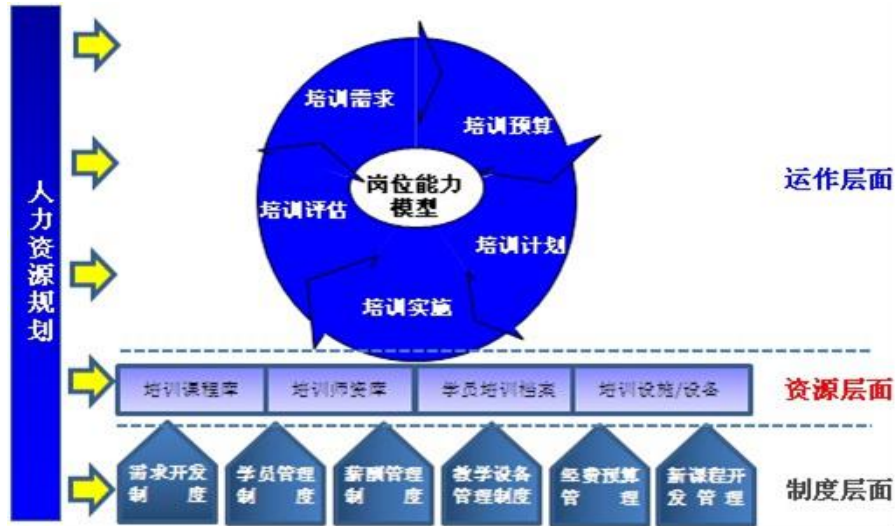 人力资源规划
培训需求
培训预算
岗位能力
模型
培训评估
培训计划
培训实施
运作层面
培训课程库
培训师资库
学员培训档案
培训设施/设备
资源层面
需求开发
制度
学员管理
制度
薪酬管理
制度
教学设备
管理制度
经费预算
管理
新课程开
发管理
制度层面